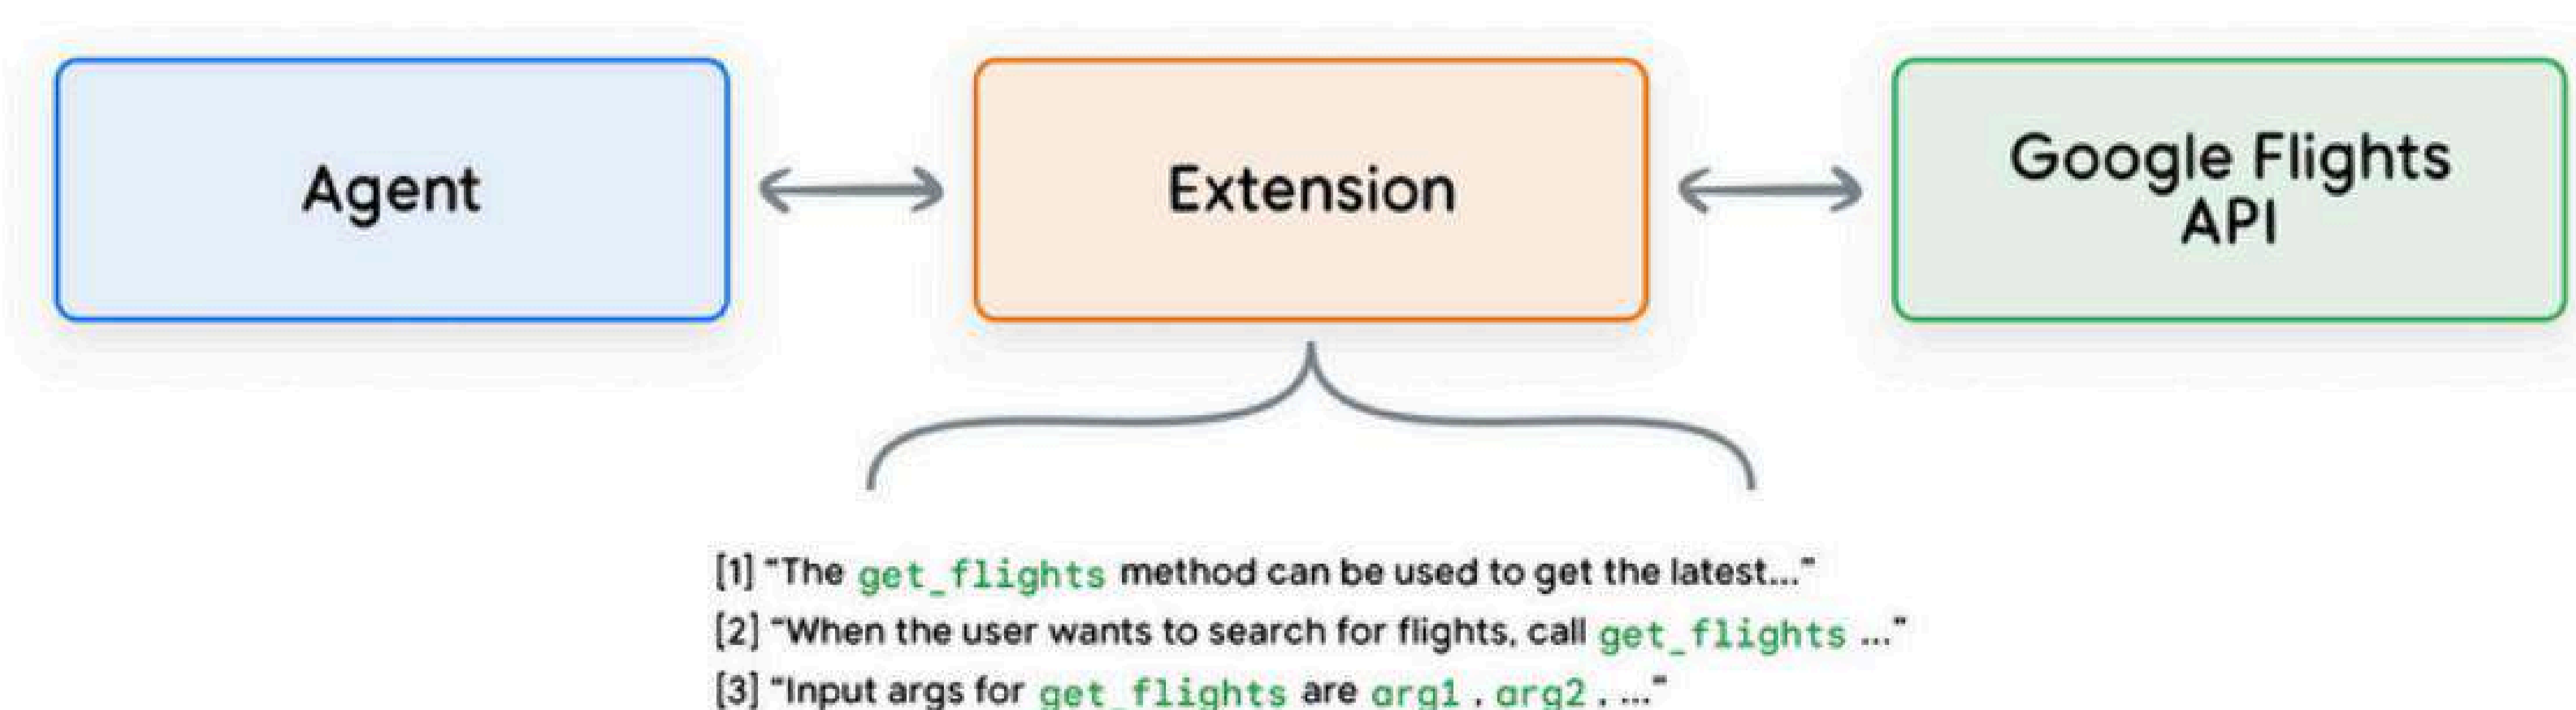 Agent
Extension
Google Flights
API
[1] “The get_flights method can be used to get the latest...”
[2] “When the user wants to search for flights, call get_flights ...”
[3] “Input args for get_flights are arg1, arg2, ...”